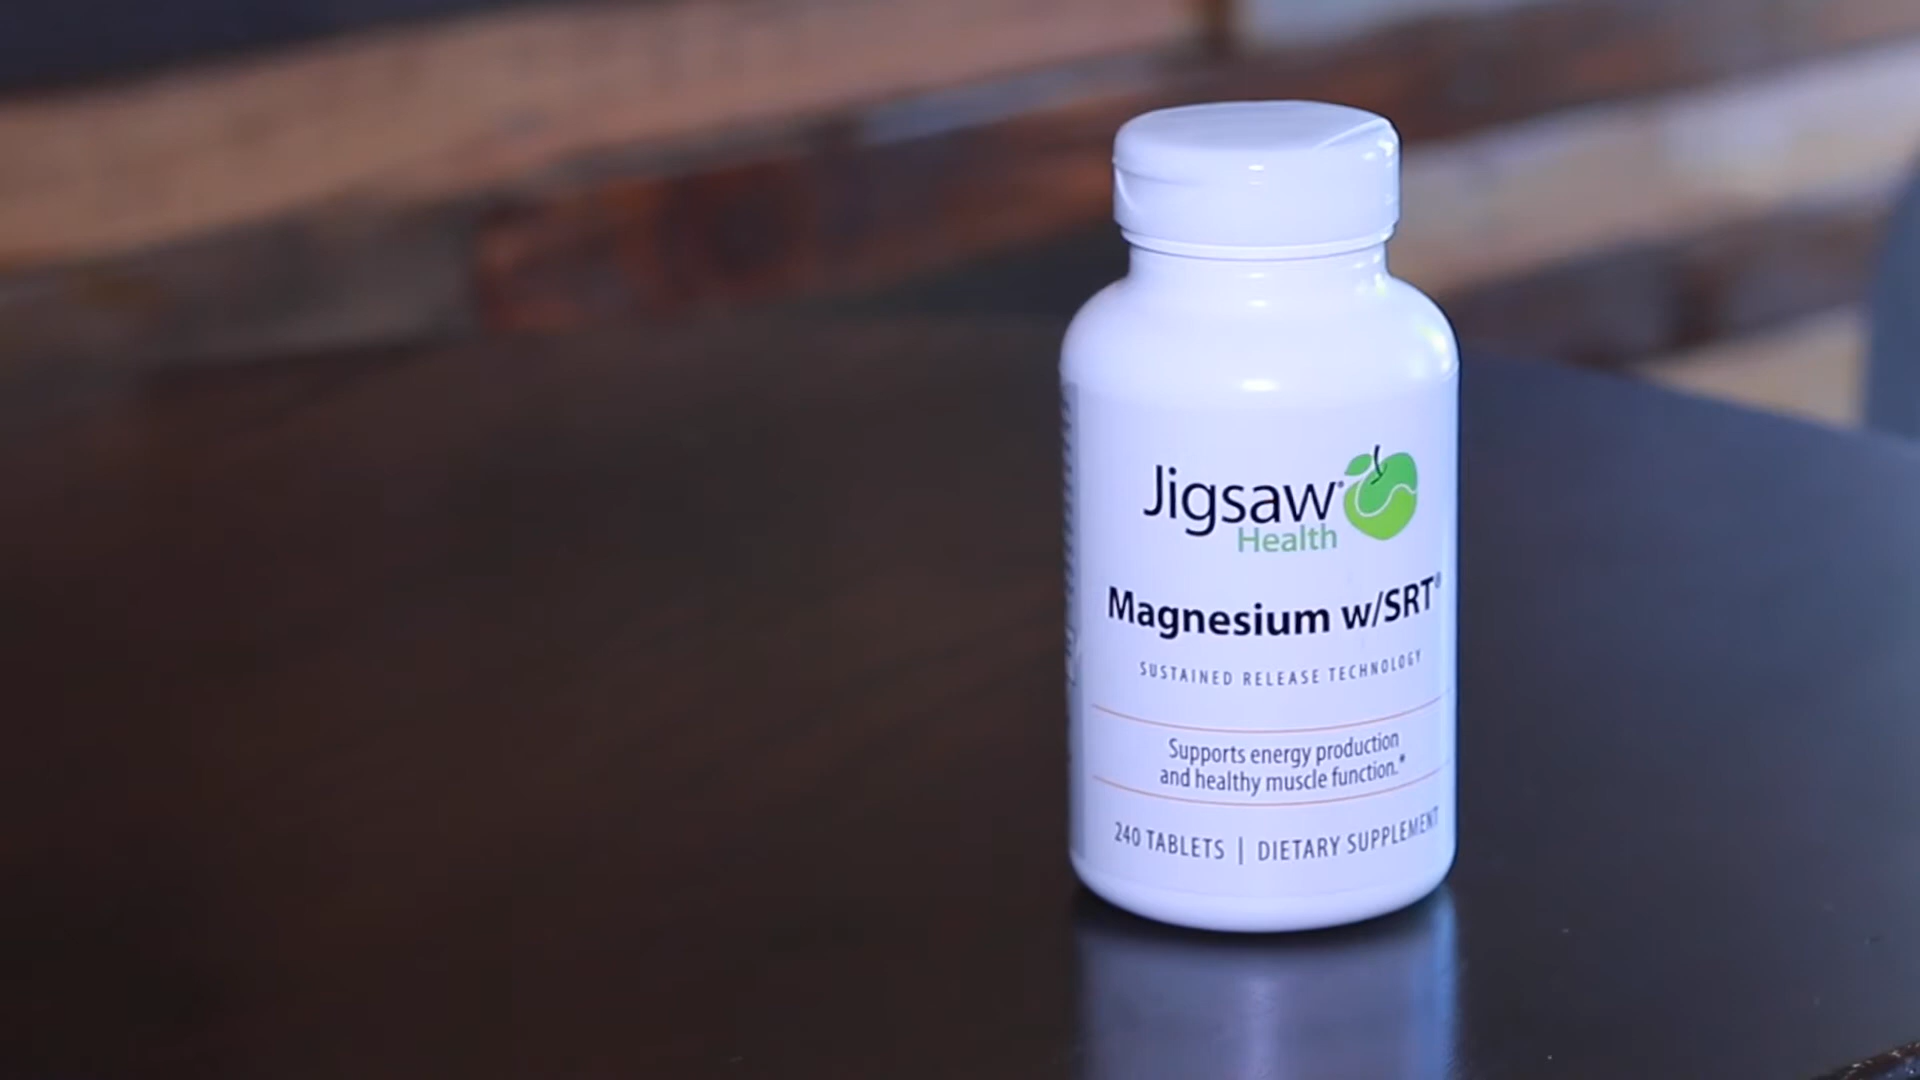 Jigsaw®
Health
Magnesium w/SRT®
SUSTAINED RELEASE TECHNOLOGY
Supports energy production
and healthy muscle function.*
240 TABLETS | DIETARY SUPPLEMENT